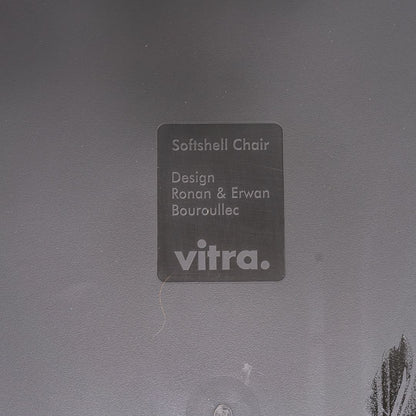 Softshell Chair
Design
Ronan & Erwan
Bouroullec
vitra.